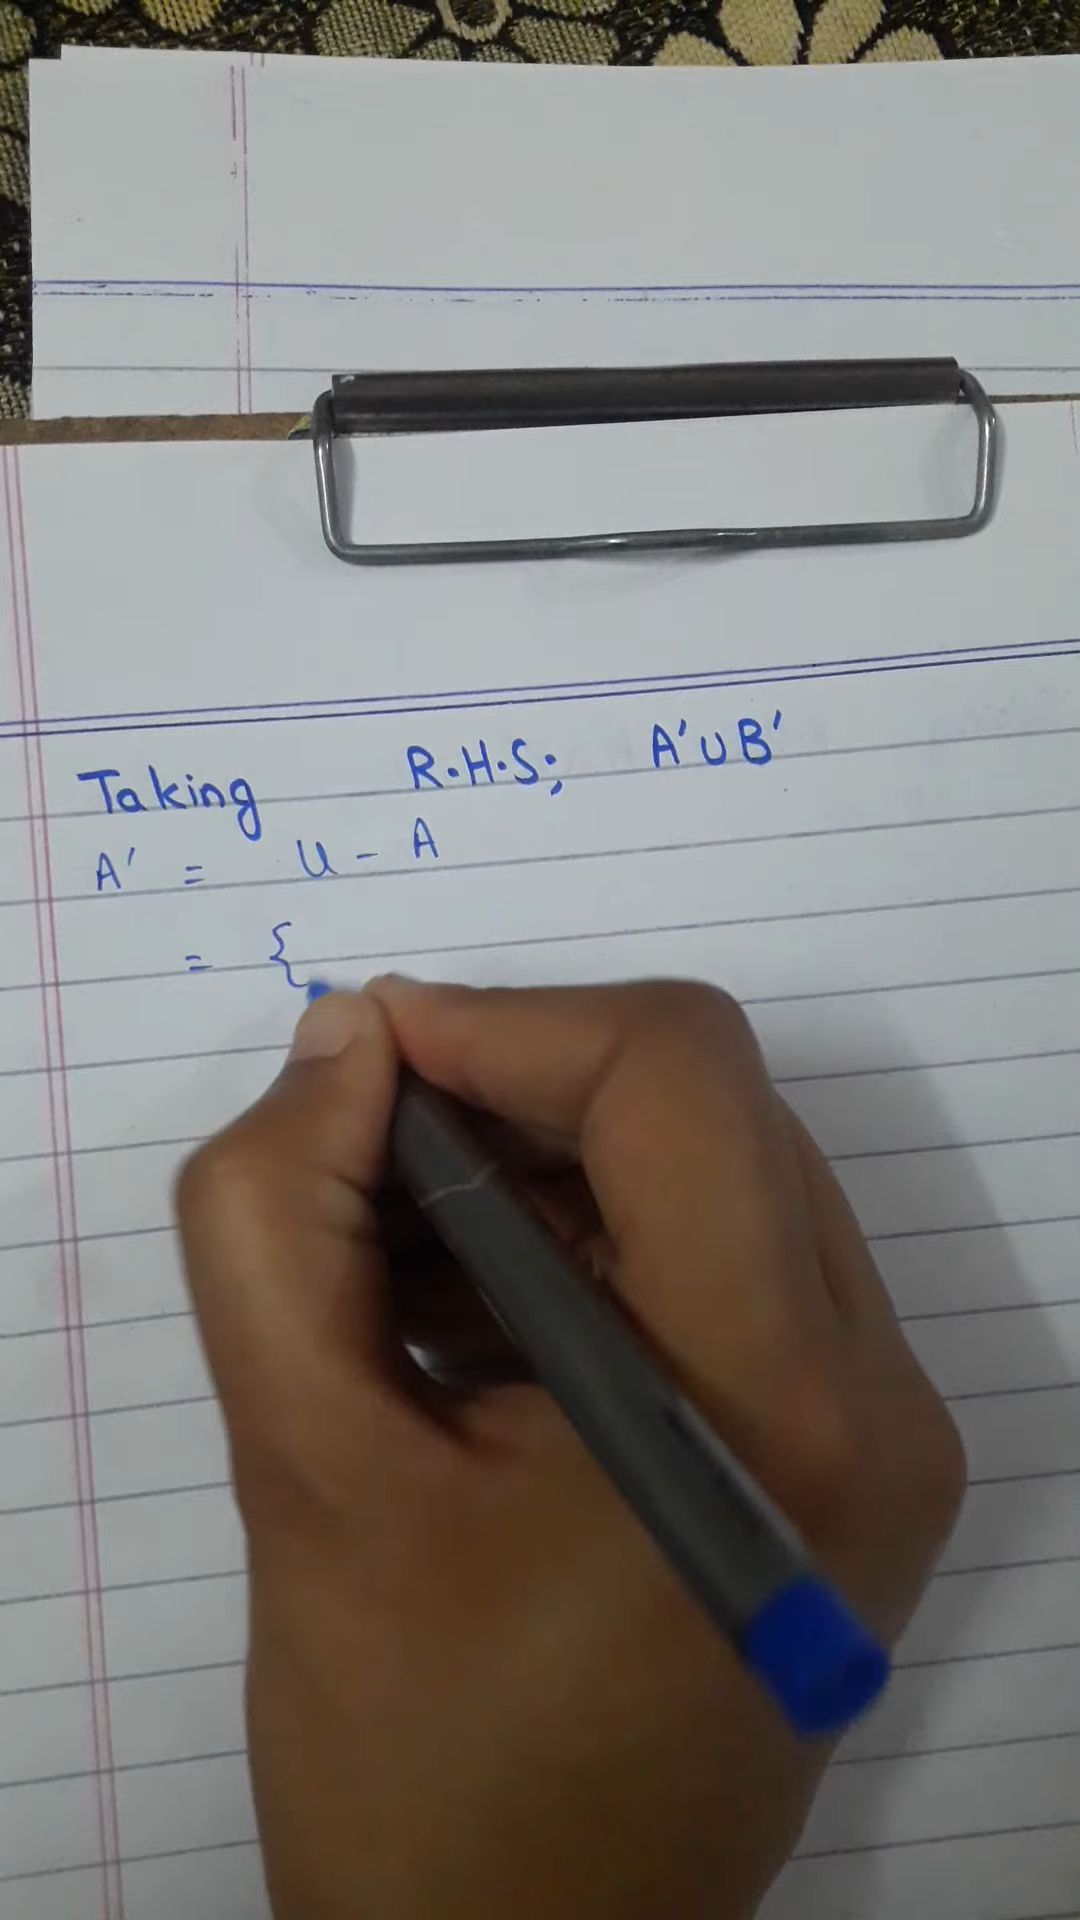 Taking R.H.S; A'∪B'
A' = U - A
= {